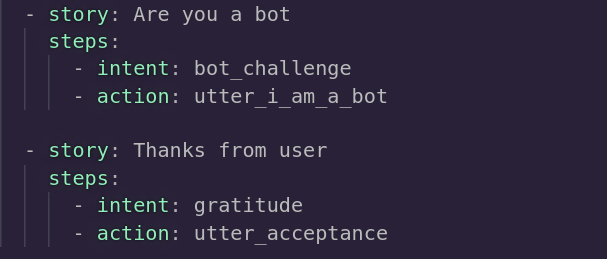 - story: Are you a bot
steps:
- intent: bot_challenge
- action: utter_i_am_a_bot
- story: Thanks from user
steps:
- intent: gratitude
- action: utter_acceptance